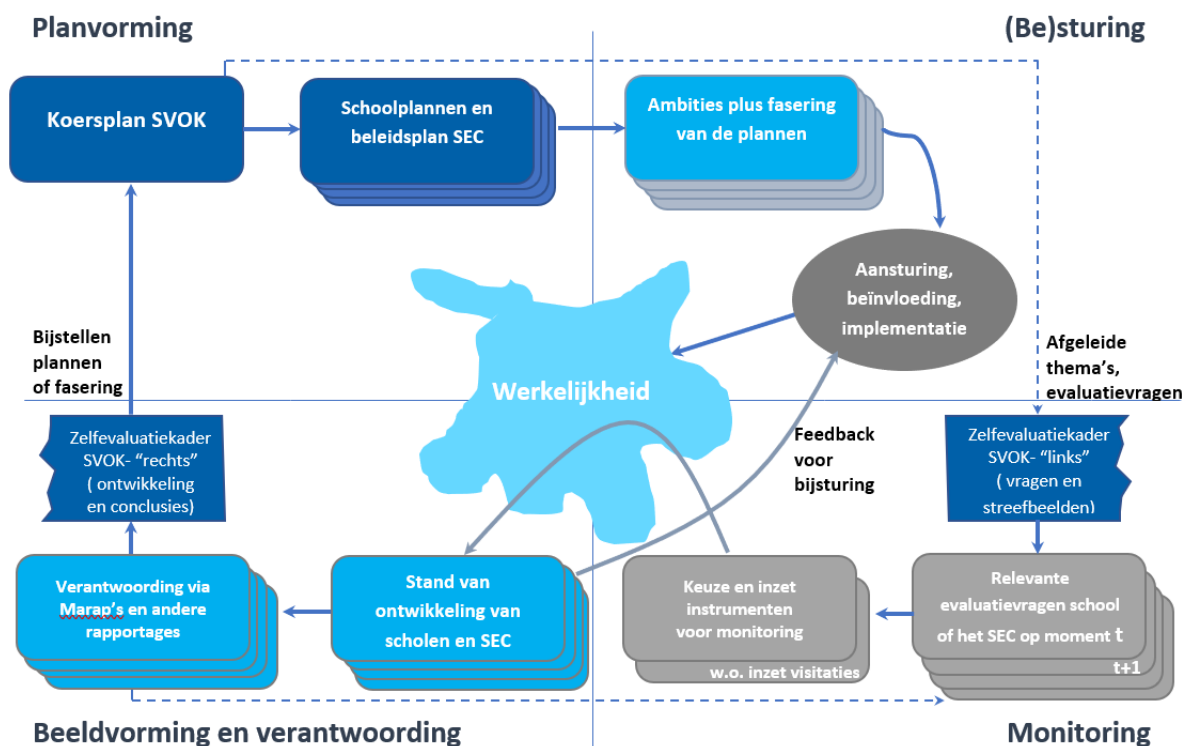 Planvorming
(Be)sturing
Koersplan SVOK
Schoolplannen en
beleidsplan SEC
Ambities plus fasering
van de plannen
Aansturing,
beïnvloeding,
implementatie
Bijstellen
plannen
of fasering
Werkelijkheid
Afgeleide
thema's,
evaluatievragen
Zelfevaluatiekader
SVOK- “rechts”
( ontwikkeling
en conclusies)
Feedback
voor
bijsturing
Zelfevaluatiekader
SVOK- “links”
( vragen en
streefbeelden)
Verantwoording via
Marap’s en andere
rapportages
Stand van
ontwikkeling van
scholen en SEC
Keuze en inzet
instrumenten
voor monitoring
w.o. inzet visitaties
Relevante
evaluatievragen school
of het SEC op moment t
t+1
Beeldvorming en verantwoording
Monitoring